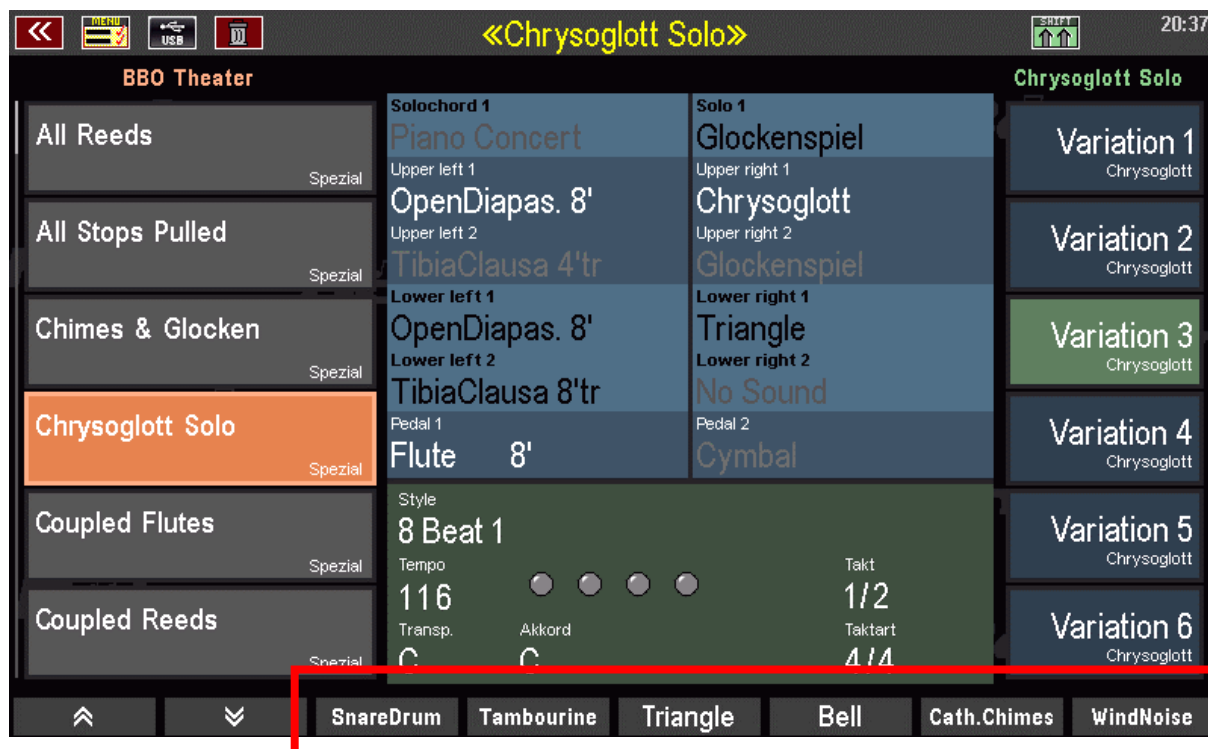 MENU
USB
«Chrysoglott Solo»
SHIFT
20:37
BBO Theater
Chrysoglott Solo
All Reeds
Spezial
All Stops Pulled
Spezial
Chimes & Glocken
Spezial
Chrysoglott Solo
Spezial
Coupled Flutes
Spezial
Coupled Reeds
Spezial
Solochord 1
Piano Concert
Solo 1
Glockenspiel
Upper left 1
OpenDiapas. 8'
Upper right 1
Chrysoglott
Upper left 2
TibiaClausa 4'tr
Upper right 2
Glockenspiel
Lower left 1
OpenDiapas. 8'
Lower right 1
Triangle
Lower left 2
TibiaClausa 8'tr
Lower right 2
No Sound
Pedal 1
Flute 8'
Pedal 2
Cymbal
Style
8 Beat 1
Tempo
116
Takt
1/2
Transp.
C
Akkord
C
Taktart
4/4
Variation 1
Chrysoglott
Variation 2
Chrysoglott
Variation 3
Chrysoglott
Variation 4
Chrysoglott
Variation 5
Chrysoglott
Variation 6
Chrysoglott
SnareDrum Tambourine Triangle Bell Cath.Chimes WindNoise